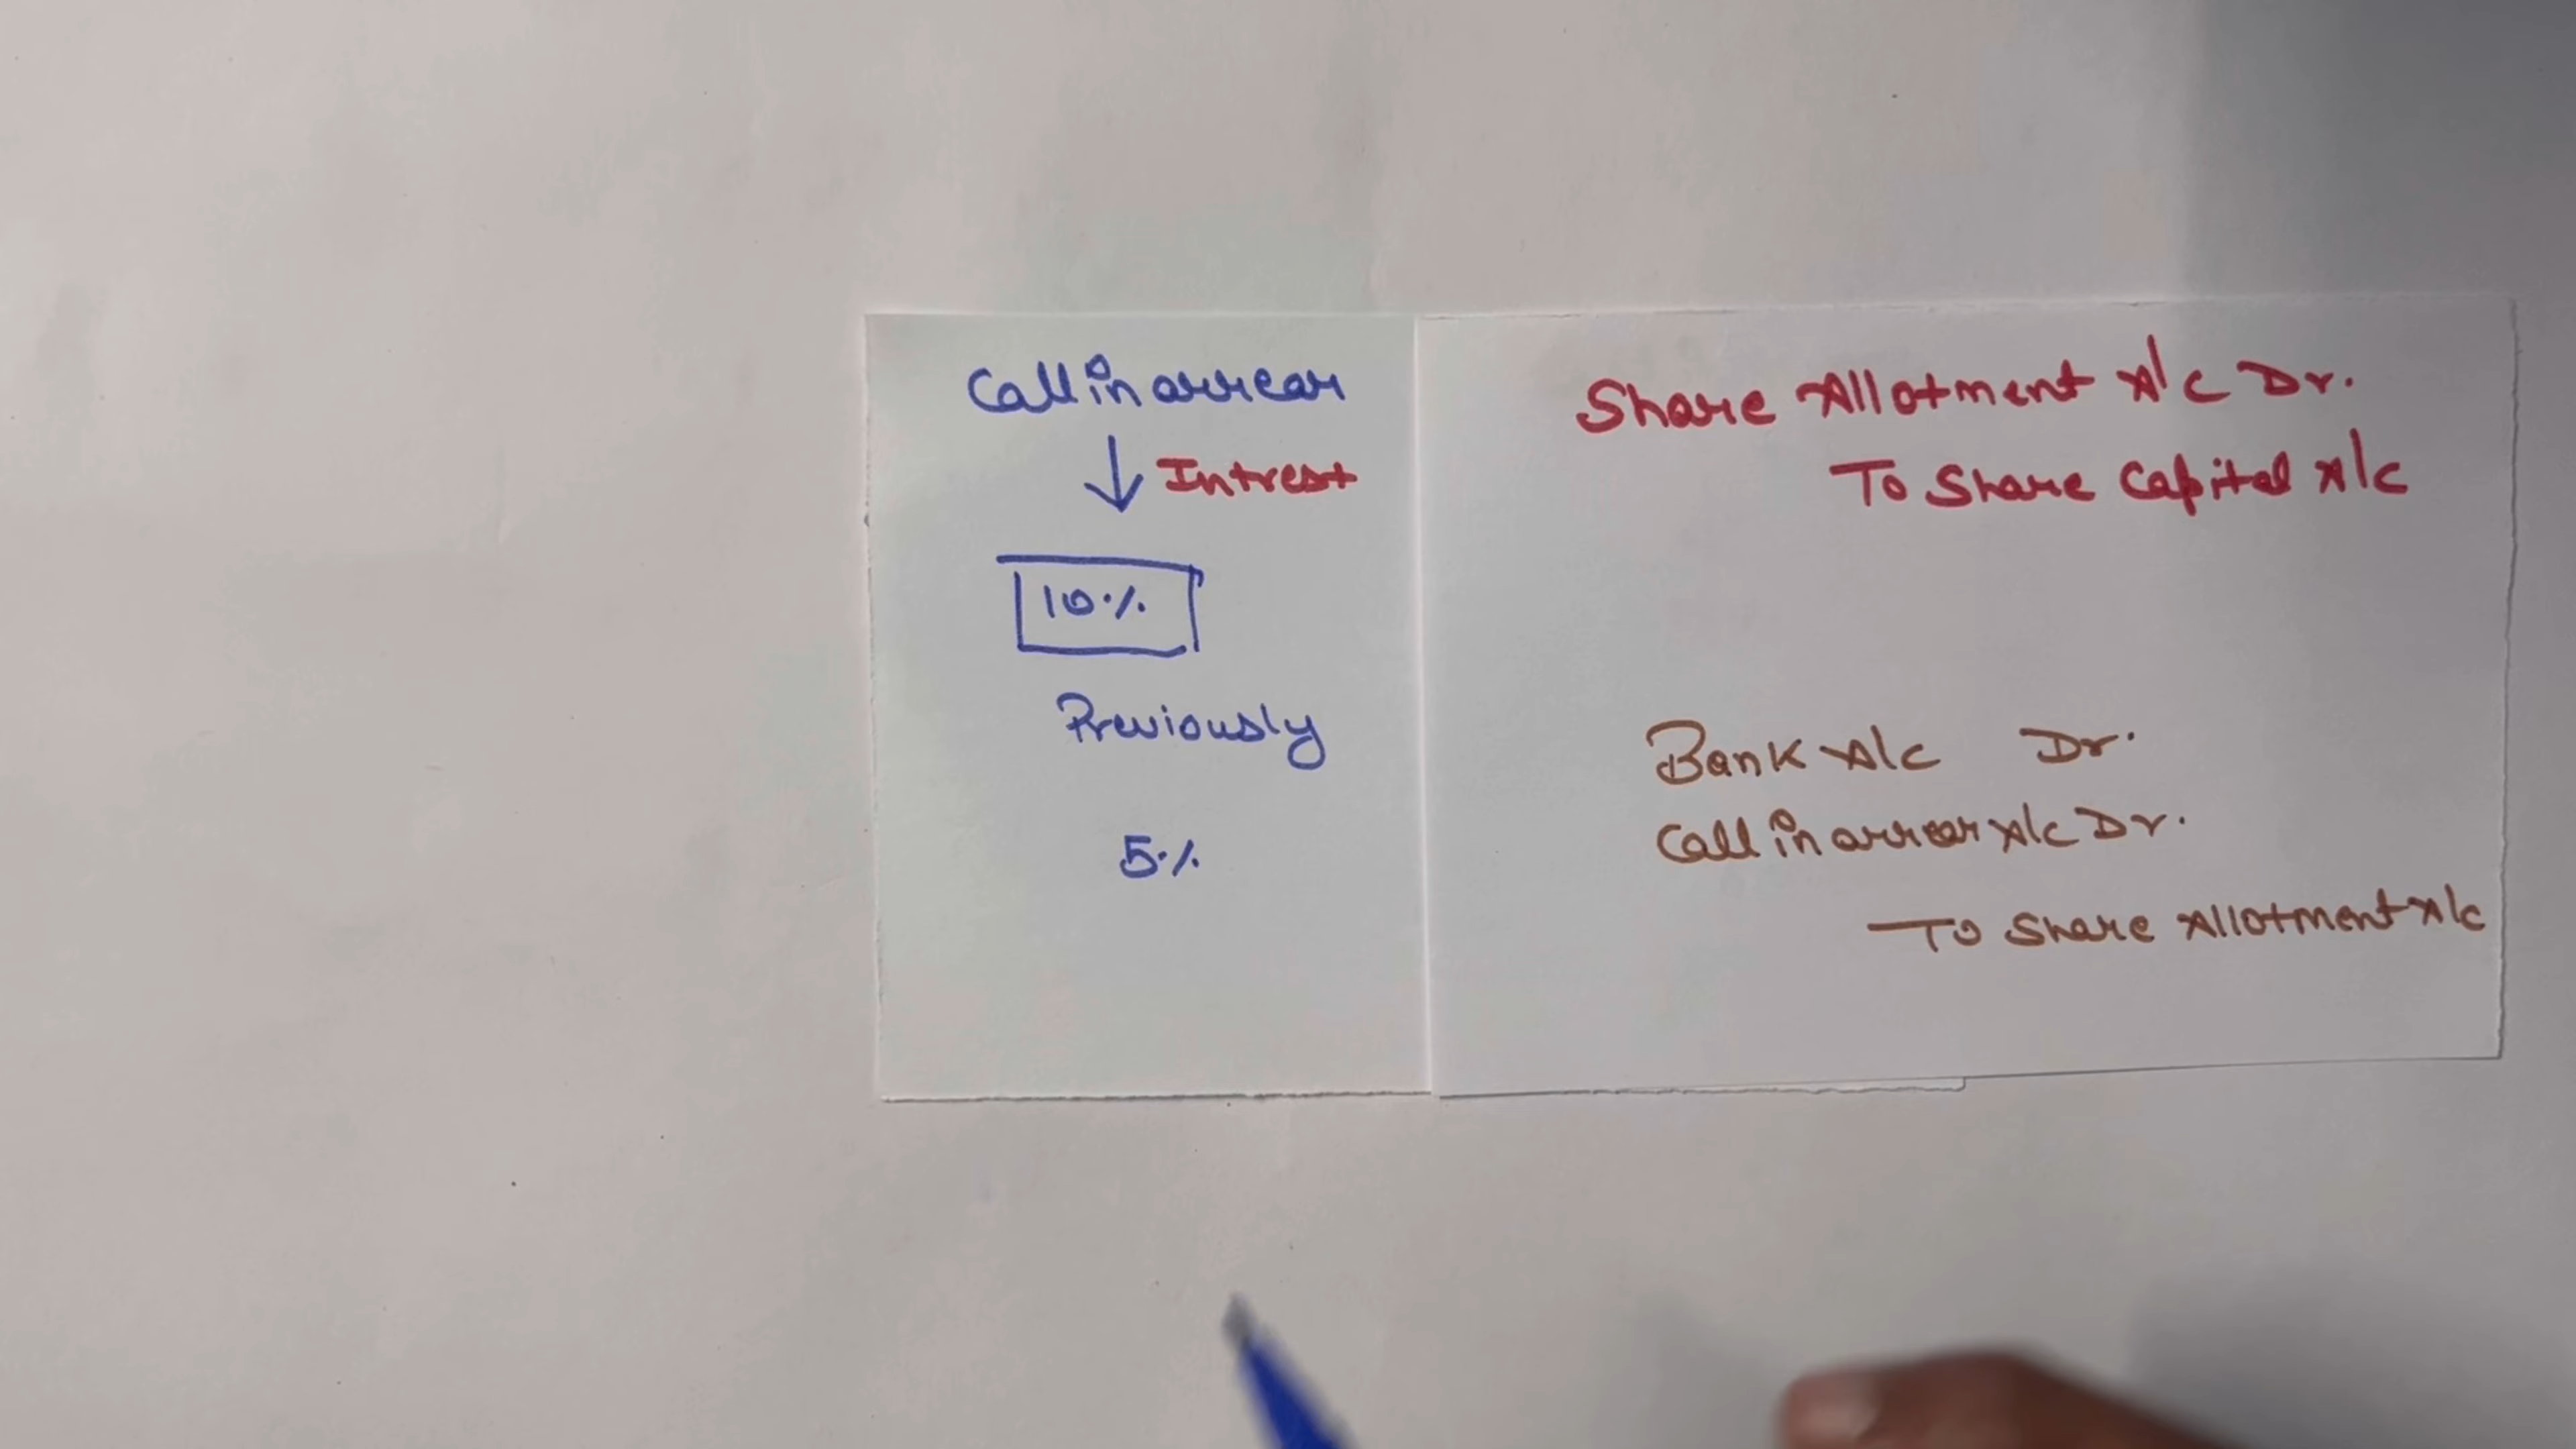 Call in arrear
Intrest
10%
Previously
5%
Share Allotment A/c Dr.
To Share Capital A/c
Bank A/c Dr.
Call in arrear A/c Dr.
To Share Allotment A/c